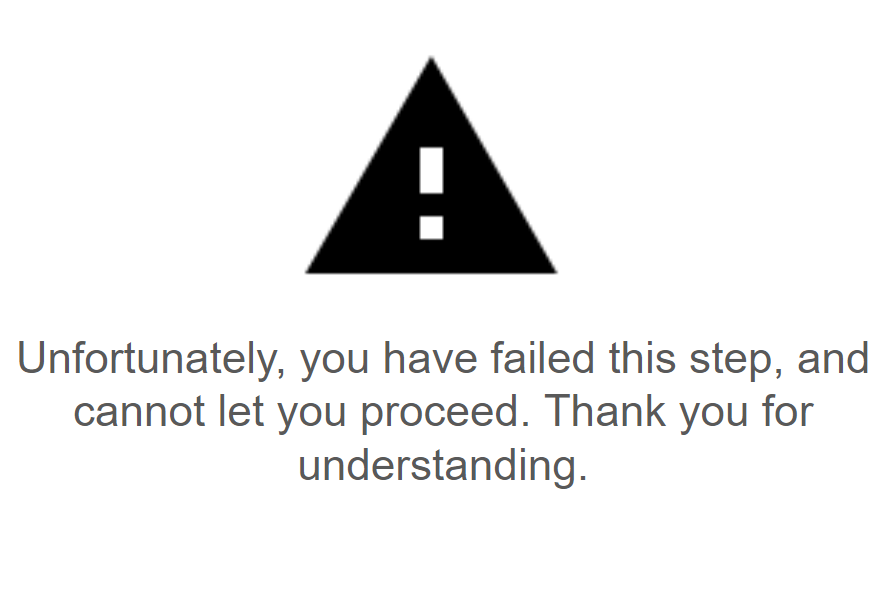 Unfortunately, you have failed this step, and
cannot let you proceed. Thank you for
understanding.